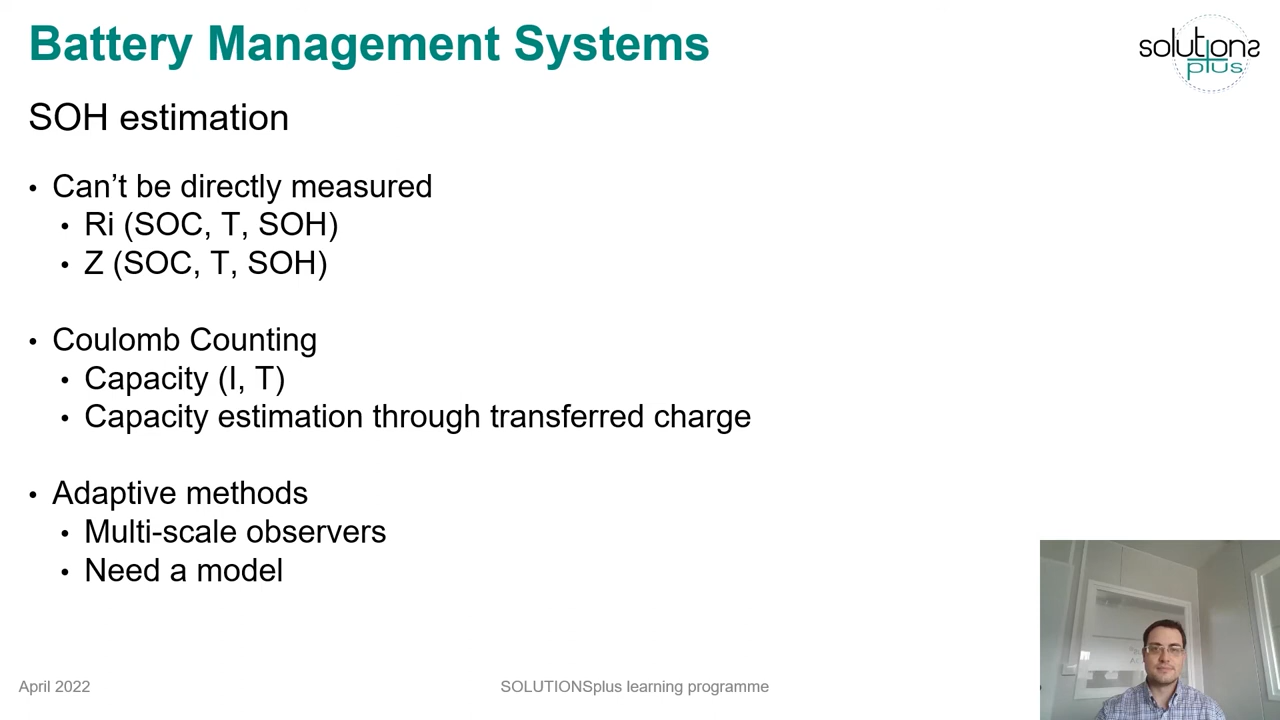 Battery Management Systems
solutions
plus
SOH estimation
• Can’t be directly measured
• Ri (SOC, T, SOH)
• Z (SOC, T, SOH)
• Coulomb Counting
• Capacity (I, T)
• Capacity estimation through transferred charge
• Adaptive methods
• Multi-scale observers
• Need a model
April 2022
SOLUTIONSplus learning programme